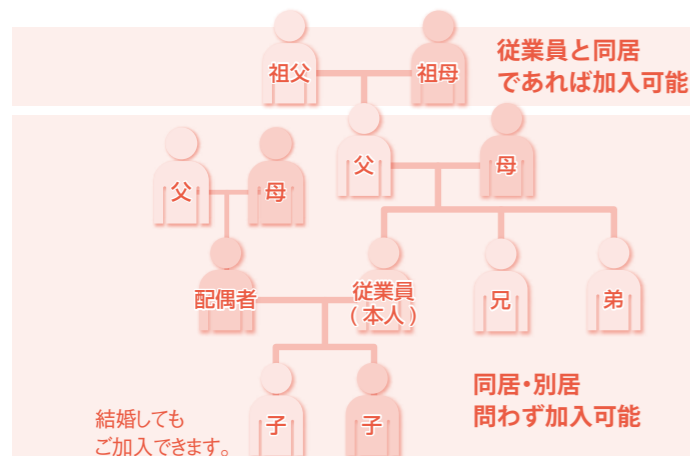 祖父
祖母
従業員と同居
であれば加入可能
父
母
父
母
配偶者
従業員
(本人)
兄
弟
子
子
同居・別居
問わず加入可能
結婚しても
ご加入できます。